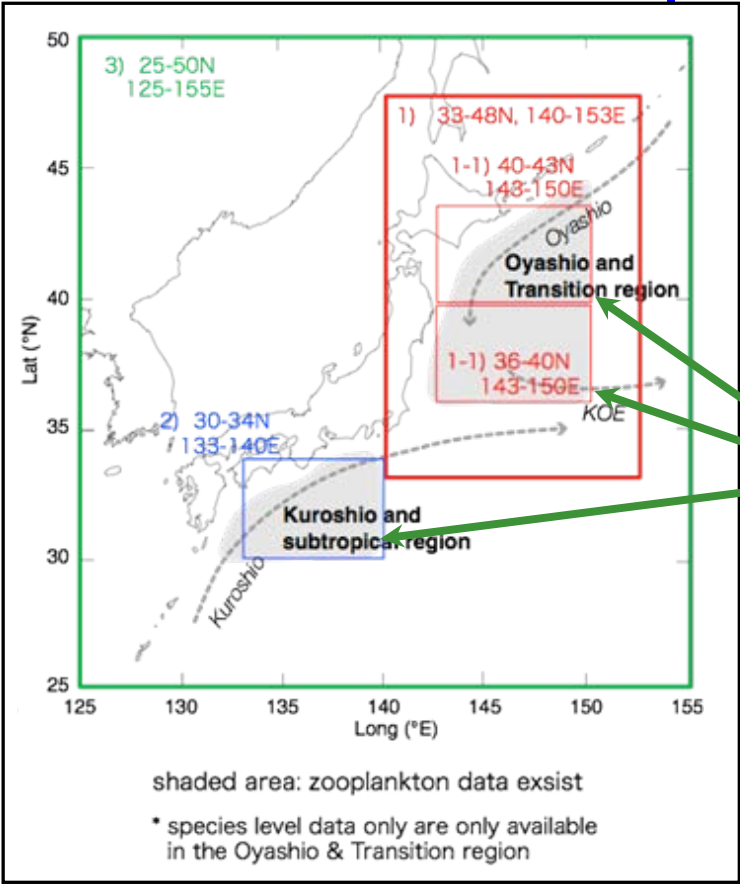 50
3) 25-50N
125-155E
1) 33-48N, 140-153E
45
1-1) 40-43N
143-150E
Oyashio
Oyashio and
Transition region
40
Lat (°N)
1-1) 36-40N
143-150E
KOE
35
2) 30-34N
133-140E
Kuroshio and
subtropical region
30
Kuroshio
25
125 130 135 140 145 150 155
Long (°E)
shaded area: zooplankton data exsist
* species level data only are only available
in the Oyashio & Transition region